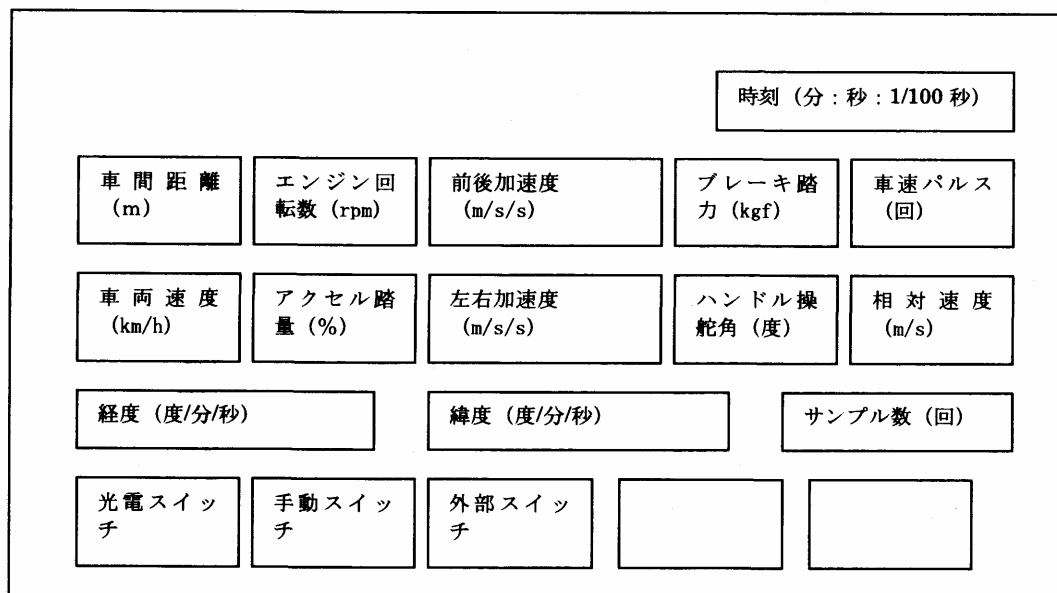 時刻（分：秒：1/100 秒）
車間距離
（m）
エンジン回
転数（rpm）
前後加速度
（m/s/s）
ブレーキ踏
力（kgf）
車速パルス
（回）
車両速度
（km/h）
アクセル踏
量（%）
左右加速度
（m/s/s）
ハンドル操
舵角（度）
相対速度
（m/s）
経度（度/分/秒）
緯度（度/分/秒）
サンプル数（回）
光電スイッ
チ
手動スイッ
チ
外部スイッ
チ